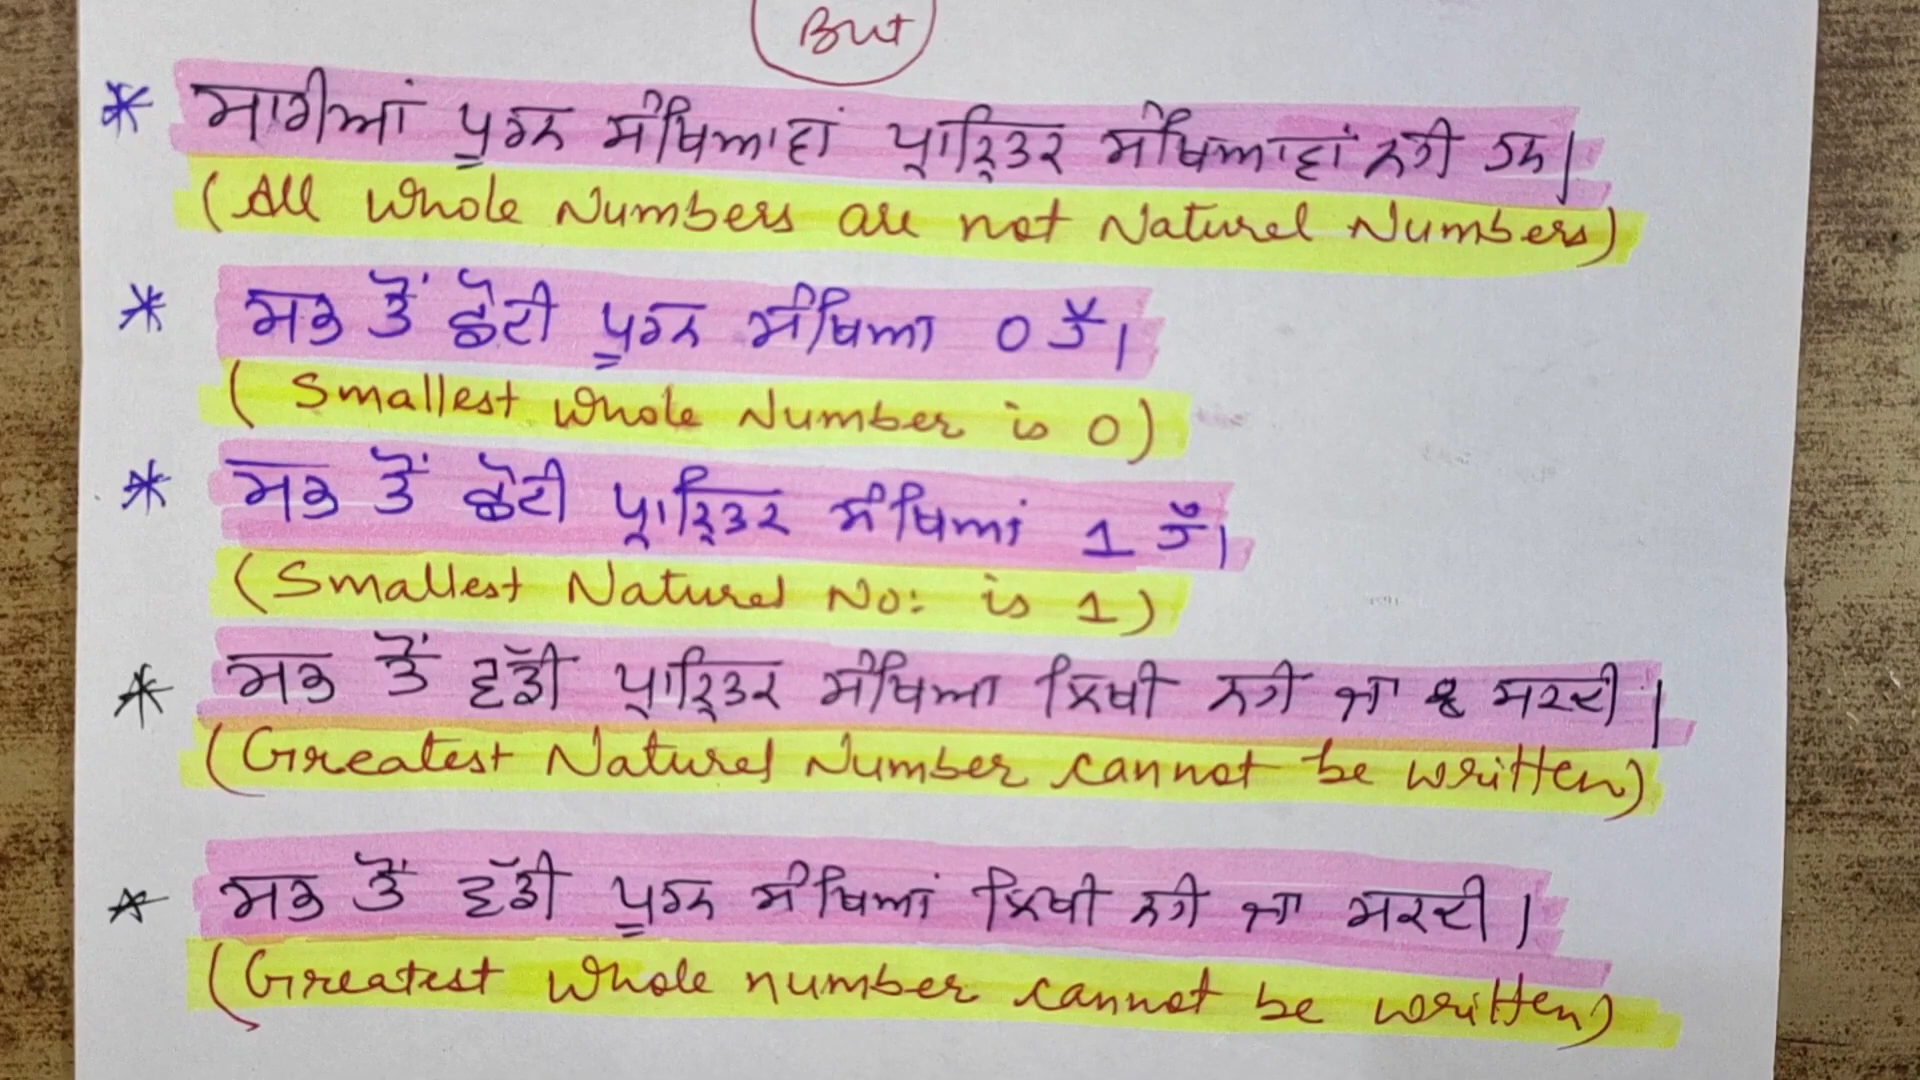 But
* ਸਾਰੀਆਂ ਪੂਰਨ ਸੰਖਿਆਵਾਂ ਪ੍ਰਾਕ੍ਰਿਤਕ ਸੰਖਿਆਵਾਂ ਨਹੀ ਹਨ।
(All whole Numbers are not Natural Numbers)
* ਸਭ ਤੋਂ ਛੋਟੀ ਪੂਰਨ ਸੰਖਿਆ 0 ਹੈ।
(Smallest whole Number is 0)
* ਸਭ ਤੋਂ ਛੋਟੀ ਪ੍ਰਾਕ੍ਰਿਤਕ ਸੰਖਿਆਂ 1 ਹੈ।
(Smallest Natural No: is 1)
* ਸਭ ਤੋਂ ਵੱਡੀ ਪ੍ਰਾਕ੍ਰਿਤਕ ਸੰਖਿਆ ਲਿਖੀ ਨਹੀ ਜਾ ਸਕਦੀ।
(Greatest Natural Number cannot be written)
* ਸਭ ਤੋਂ ਵੱਡੀ ਪੂਰਨ ਸੰਖਿਆਂ ਲਿਖੀ ਨਹੀ ਜਾ ਸਕਦੀ।
(Greatest whole number cannot be written)